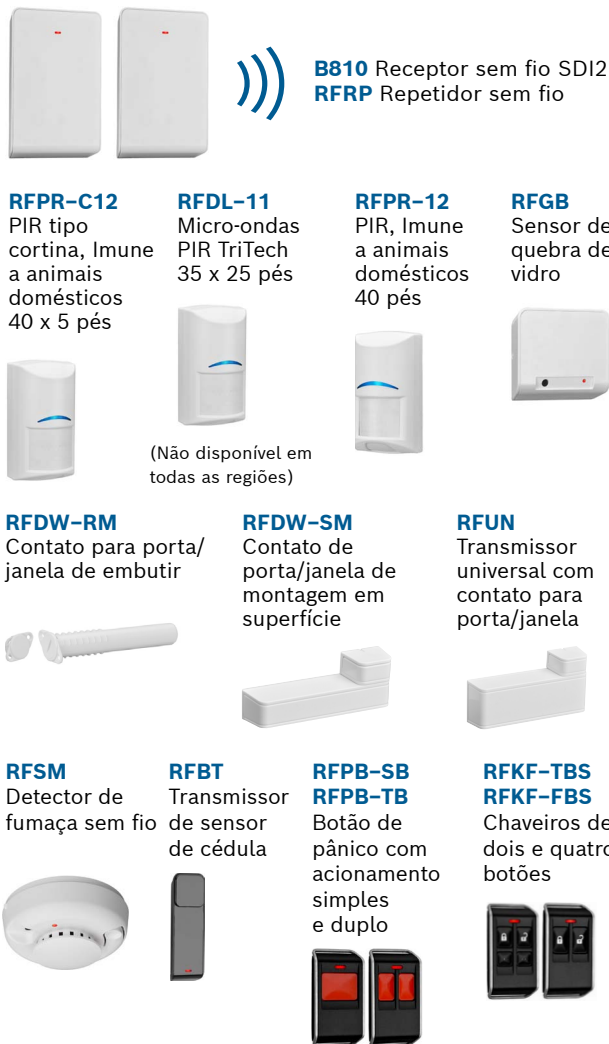 B810 Receptor sem fio SDI2
RFRP Repetidor sem fio
RFPR–C12
PIR tipo
cortina, Imune
a animais
domésticos
40 x 5 pés
RFDL–11
Micro-ondas
PIR TriTech
35 x 25 pés
(Não disponível em
todas as regiões)
RFPR–12
PIR, Imune
a animais
domésticos
40 pés
RFGB
Sensor de
quebra de
vidro
RFDW–RM
Contato para porta/
janela de embutir
RFDW–SM
Contato de
porta/janela de
montagem em
superfície
RFUN
Transmissor
universal com
contato para
porta/janela
RFSM
Detector de
fumaça sem fio
RFBT
Transmissor
de sensor
de cédula
RFPB–SB
RFPB–TB
Botão de
pânico com
acionamento
simples
e duplo
RFKF–TBS
RFKF–FBS
Chaveiros de
dois e quatro
botões